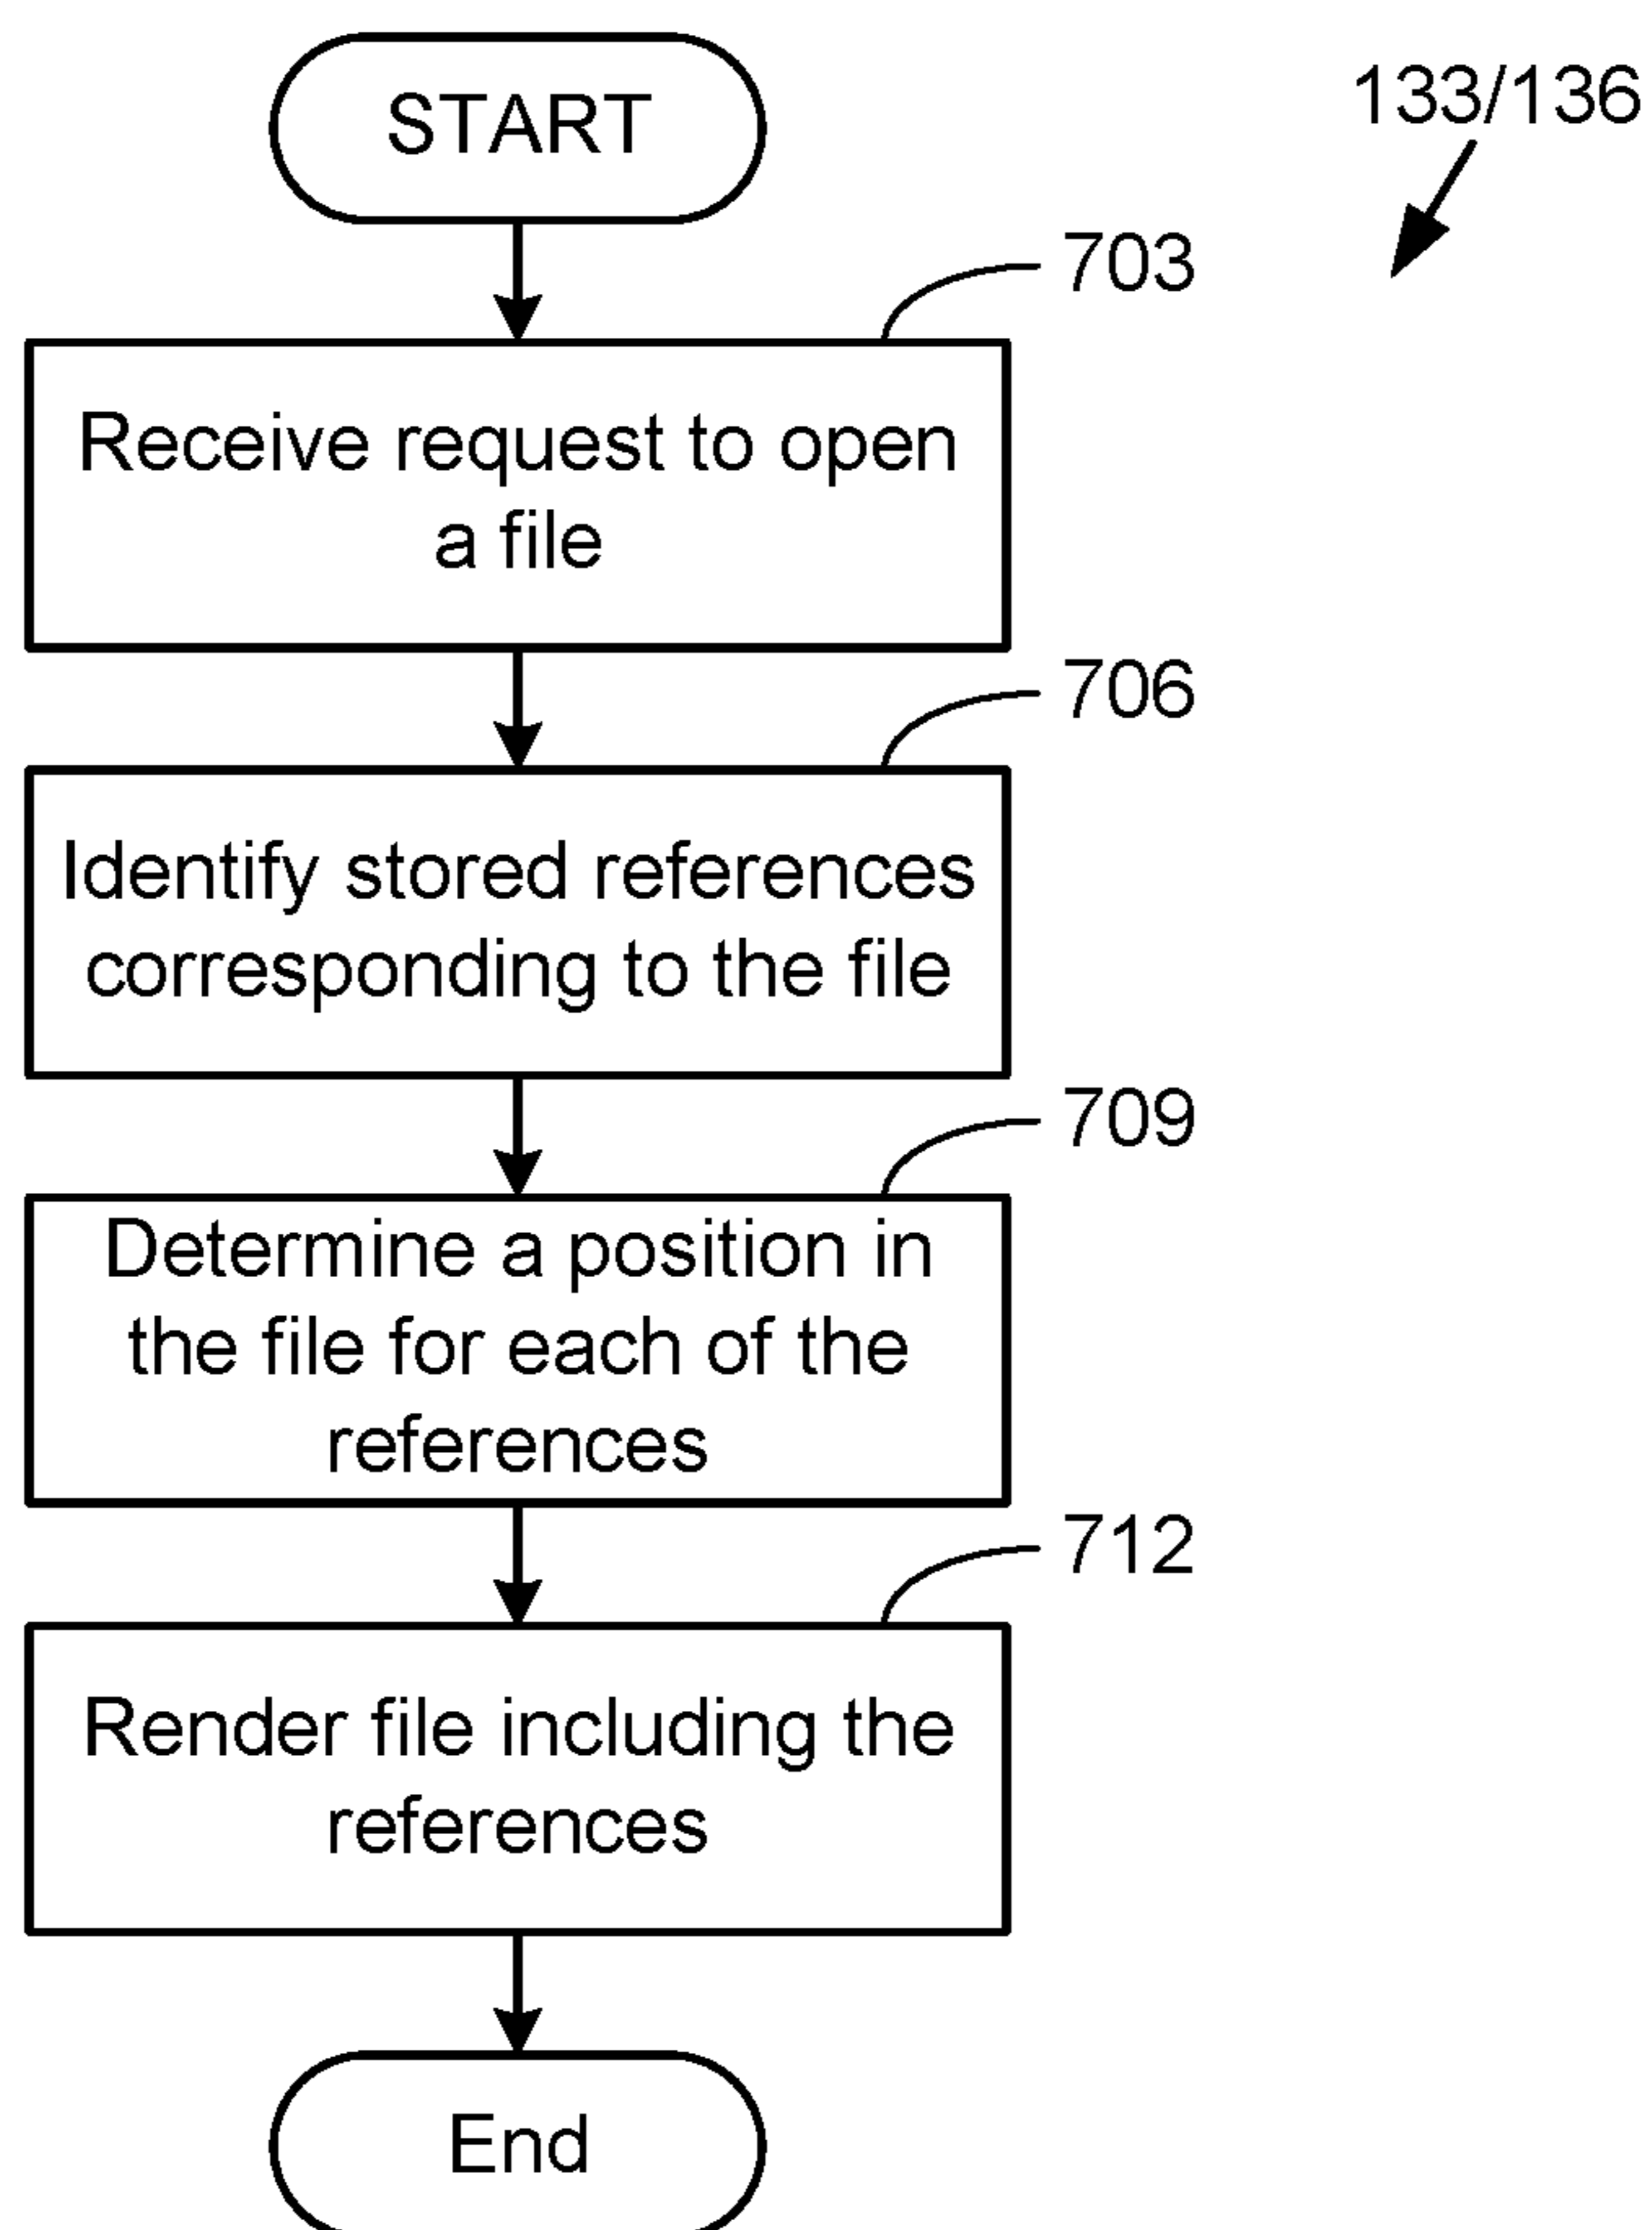 START
133/136
703
Receive request to open
a file
706
Identify stored references
corresponding to the file
709
Determine a position in
the file for each of the
references
712
Render file including the
references
End